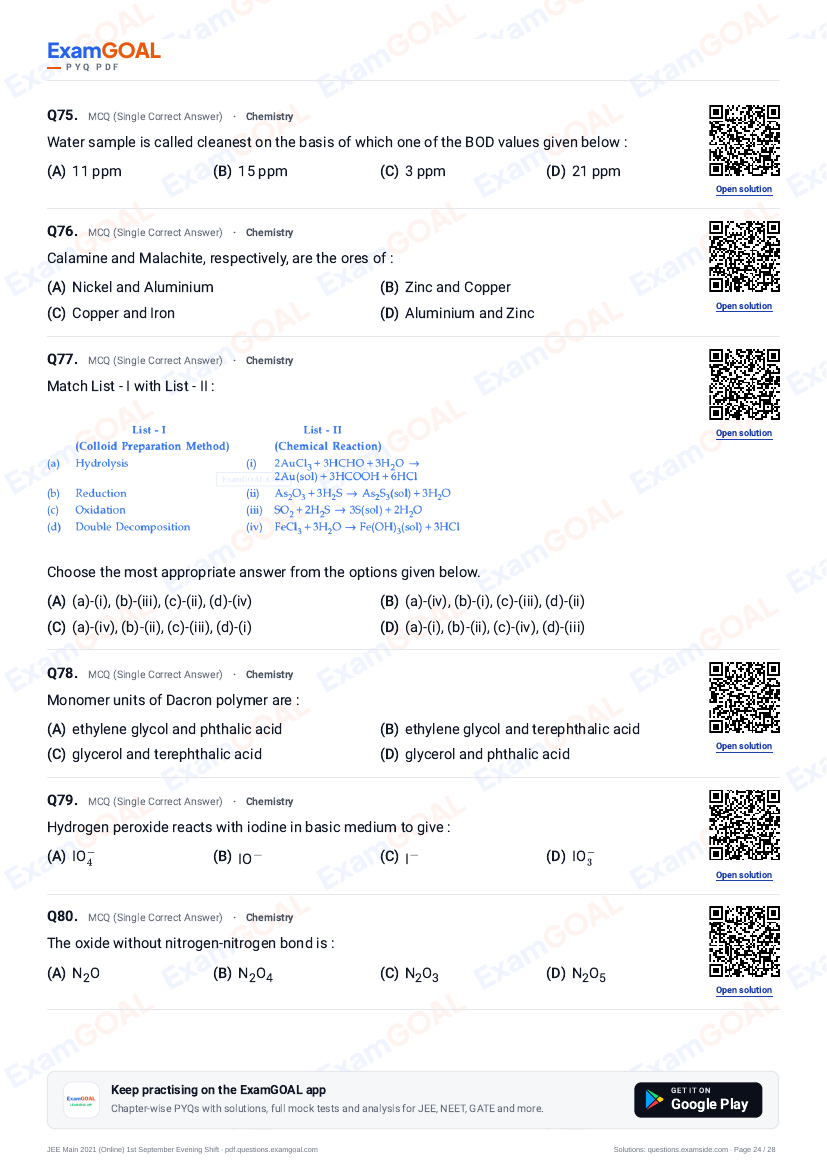 ExamGOAL
PYQ PDF
Q75. MCQ (Single Correct Answer) · Chemistry
Water sample is called cleanest on the basis of which one of the BOD values given below :
(A) 11 ppm (B) 15 ppm (C) 3 ppm (D) 21 ppm
Open solution
Q76. MCQ (Single Correct Answer) · Chemistry
Calamine and Malachite, respectively, are the ores of :
(A) Nickel and Aluminium (B) Zinc and Copper
(C) Copper and Iron (D) Aluminium and Zinc
Open solution
Q77. MCQ (Single Correct Answer) · Chemistry
Match List - I with List - II :
Open solution
List - I List - II
(Colloid Preparation Method) (Chemical Reaction)
(a) Hydrolysis (i) 2AuCl₃ + 3HCHO + 3H₂O →
2Au(sol) + 3HCOOH + 6HCl
(b) Reduction (ii) As₂O₃ + 3H₂S → As₂S₃(sol) + 3H₂O
(c) Oxidation (iii) SO₂ + 2H₂S → 3S(sol) + 2H₂O
(d) Double Decomposition (iv) FeCl₃ + 3H₂O → Fe(OH)₃(sol) + 3HCl
Choose the most appropriate answer from the options given below.
(A) (a)-(i), (b)-(iii), (c)-(ii), (d)-(iv) (B) (a)-(iv), (b)-(i), (c)-(iii), (d)-(ii)
(C) (a)-(iv), (b)-(ii), (c)-(iii), (d)-(i) (D) (a)-(i), (b)-(ii), (c)-(iv), (d)-(iii)
Q78. MCQ (Single Correct Answer) · Chemistry
Monomer units of Dacron polymer are :
(A) ethylene glycol and phthalic acid (B) ethylene glycol and terephthalic acid
(C) glycerol and terephthalic acid (D) glycerol and phthalic acid
Open solution
Q79. MCQ (Single Correct Answer) · Chemistry
Hydrogen peroxide reacts with iodine in basic medium to give :
(A) IO₄⁻ (B) IO⁻ (C) I⁻ (D) IO₃⁻
Open solution
Q80. MCQ (Single Correct Answer) · Chemistry
The oxide without nitrogen-nitrogen bond is :
(A) N₂O (B) N₂O₄ (C) N₂O₃ (D) N₂O₅
Open solution
Keep practising on the ExamGOAL app
Chapter-wise PYQs with solutions, full mock tests and analysis for JEE, NEET, GATE and more.
GET IT ON
Google Play
JEE Main 2021 (Online) 1st September Evening Shift · pdf.questions.examgoal.com Solutions: questions.examside.com · Page 24 / 28